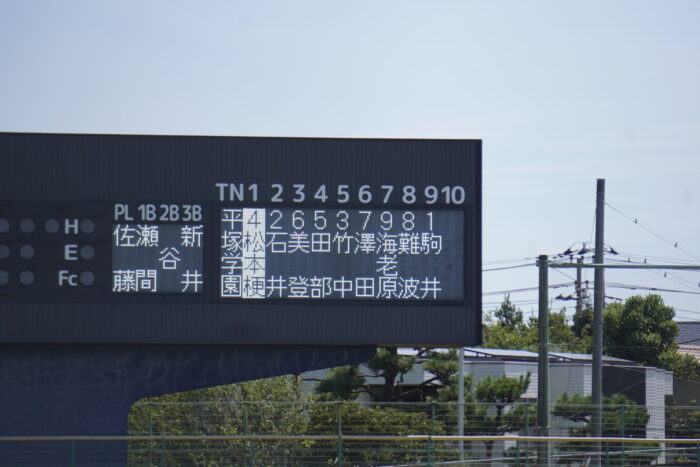 H
E
Fc
PL 1B 2B 3B
佐藤
瀬間
谷
新井
TN 1 2 3 4 5 6 7 8 9 10
平塚学園
4 松本梗
2 石井
6 美登
5 田部
3 竹中
7 澤田
9 海老原
8 難波
1 駒井